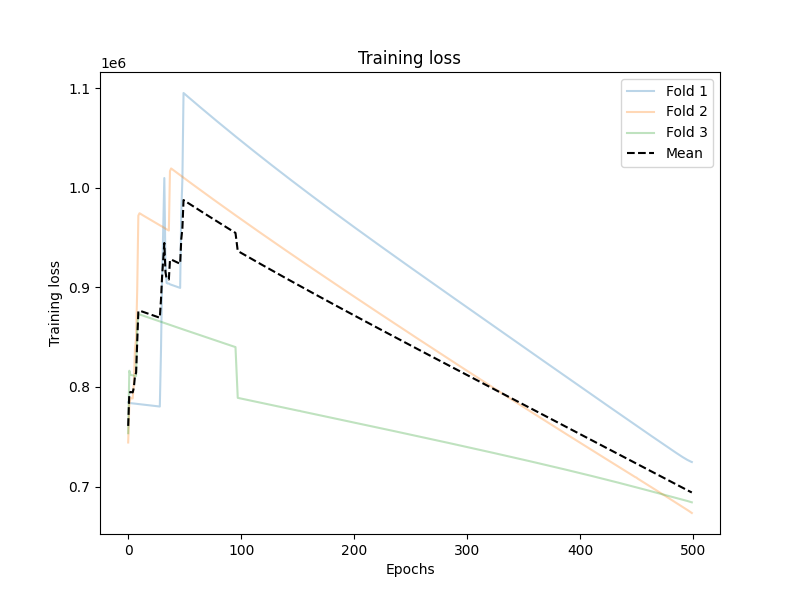 Training loss
1e6
1.1
1.0
0.9
0.8
0.7
Training loss
0
100
200
300
400
500
Epochs
Fold 1
Fold 2
Fold 3
Mean